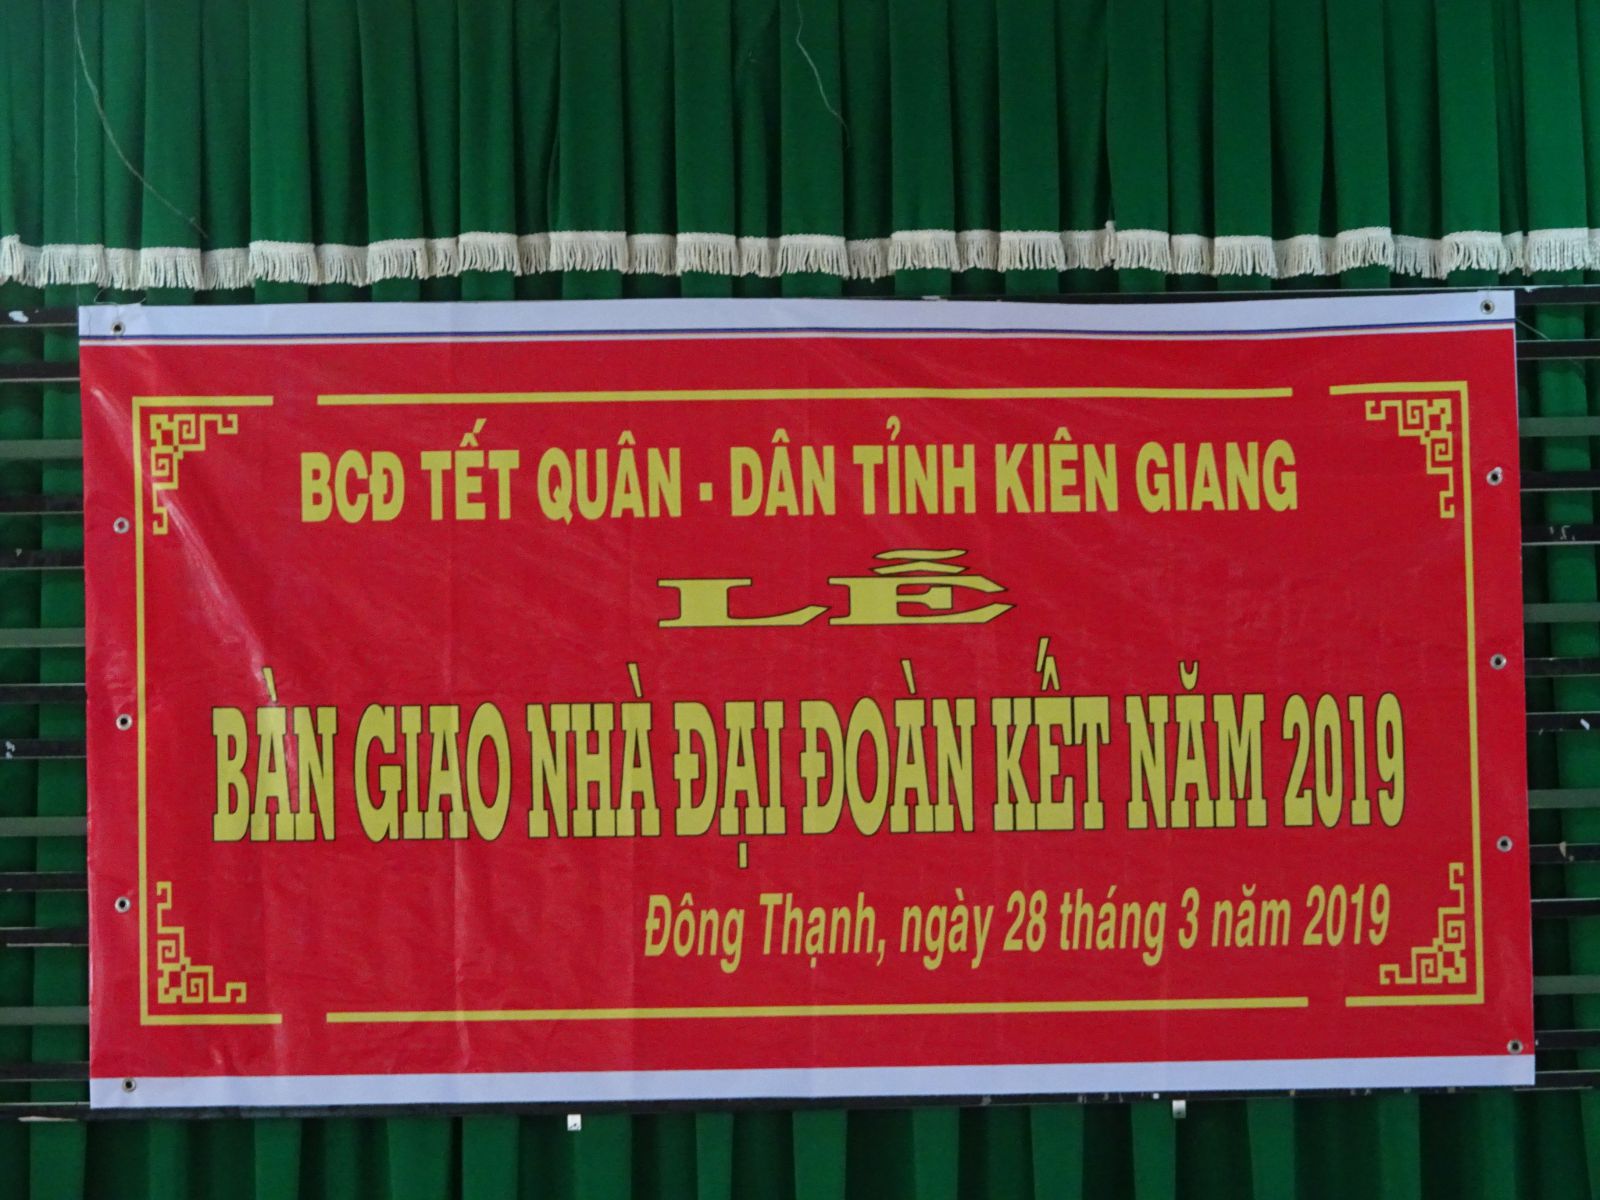 BCĐ TẾT QUÂN - DÂN TỈNH KIÊN GIANG
LỄ
BÀN GIAO NHÀ ĐẠI ĐOÀN KẾT NĂM 2019
Đông Thạnh, ngày 28 tháng 3 năm 2019